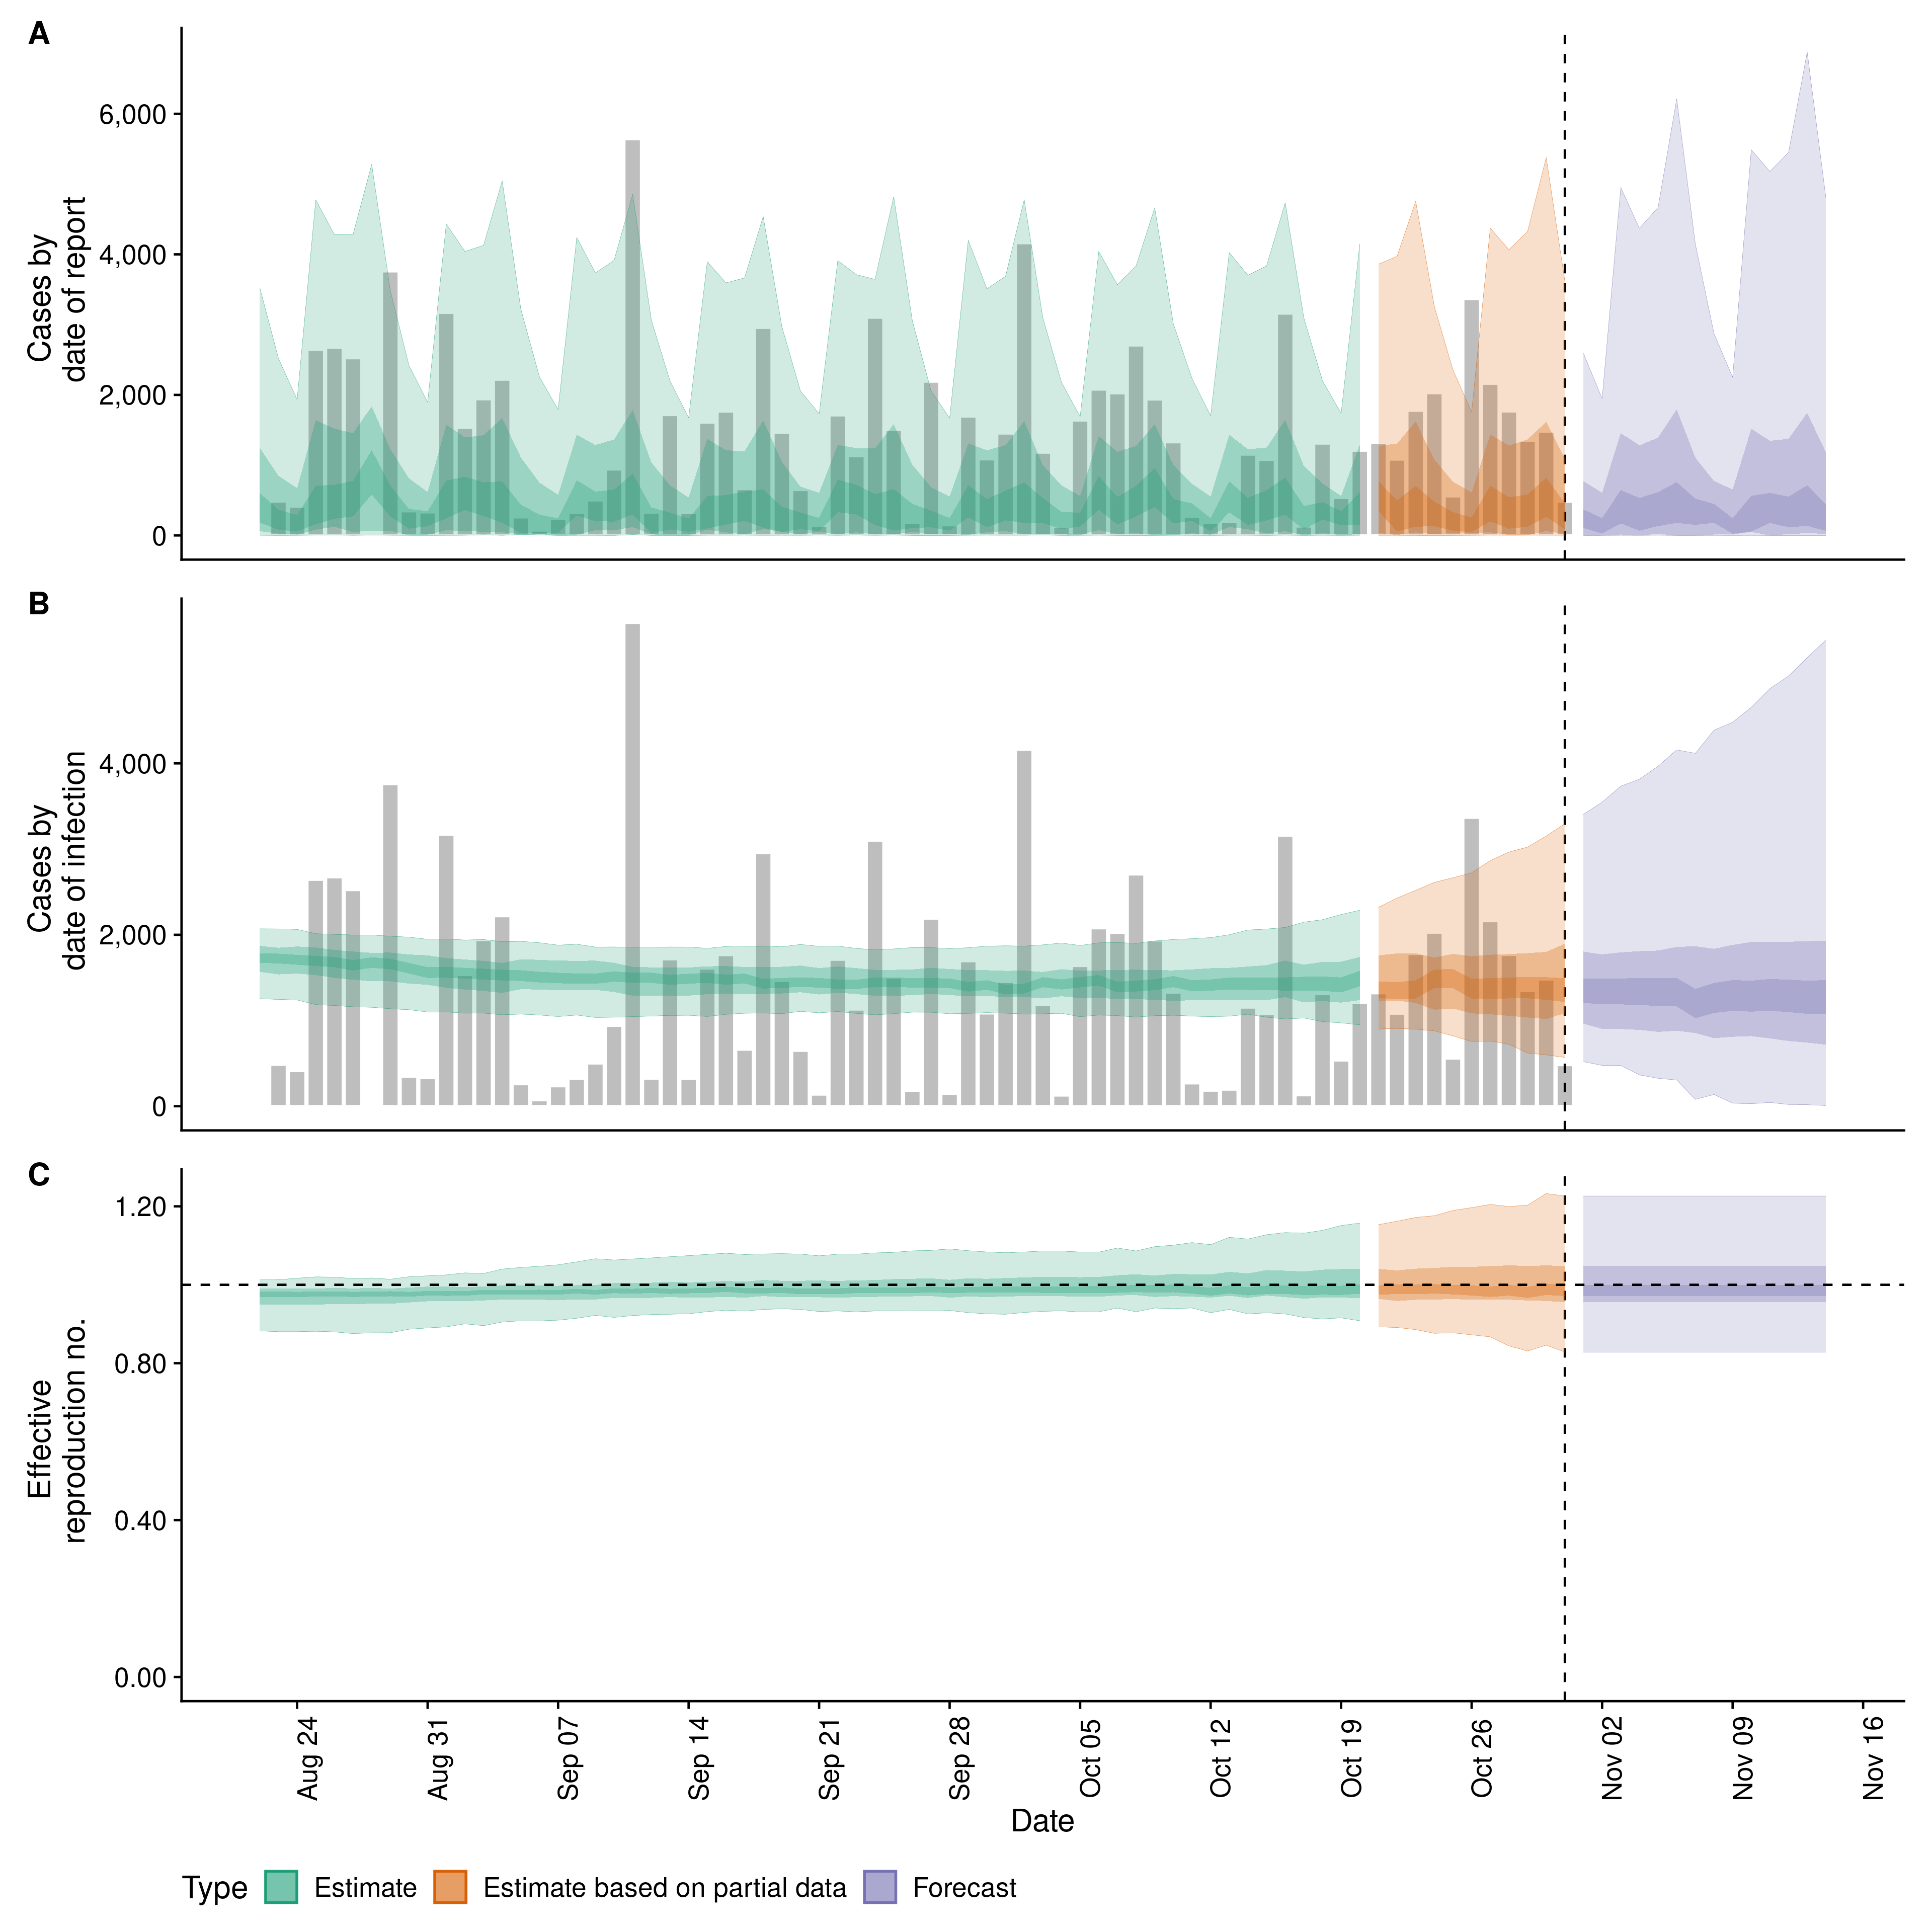 A
Cases by
date of report
6,000
4,000
2,000
0
B
Cases by
date of infection
4,000
2,000
0
C
Effective
reproduction no.
1.20
0.80
0.40
0.00
Aug 24
Aug 31
Sep 07
Sep 14
Sep 21
Sep 28
Oct 05
Oct 12
Oct 19
Oct 26
Nov 02
Nov 09
Nov 16
Date
Type Estimate Estimate based on partial data Forecast